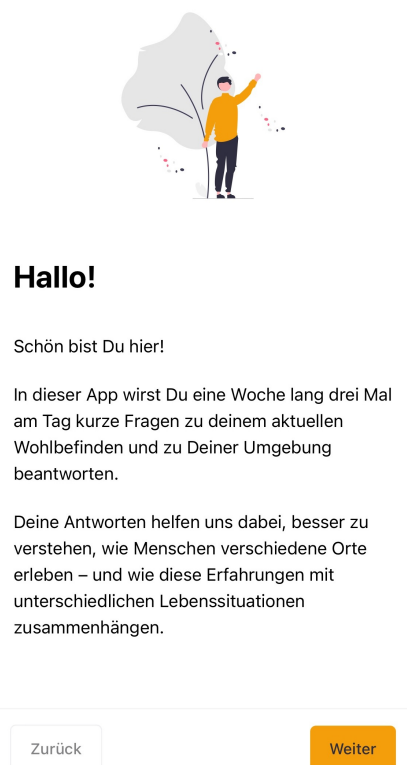 Hallo!
Schön bist Du hier!
In dieser App wirst Du eine Woche lang drei Mal
am Tag kurze Fragen zu deinem aktuellen
Wohlbefinden und zu Deiner Umgebung
beantworten.
Deine Antworten helfen uns dabei, besser zu
verstehen, wie Menschen verschiedene Orte
erleben – und wie diese Erfahrungen mit
unterschiedlichen Lebenssituationen
zusammenhängen.
Zurück
Weiter